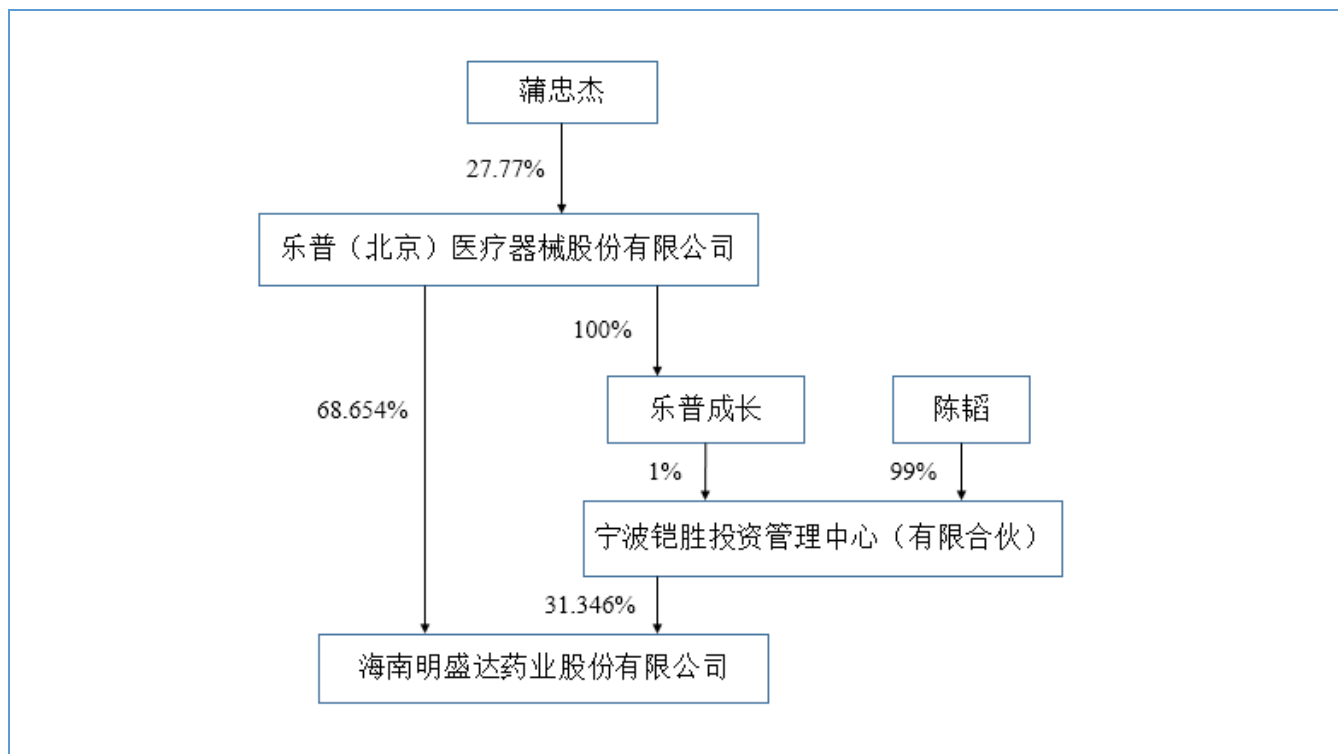 蒲忠杰
27.77%
乐普（北京）医疗器械股份有限公司
100%
68.654%
乐普成长
陈韬
1%
99%
宁波铠胜投资管理中心（有限合伙）
31.346%
海南明盛达药业股份有限公司